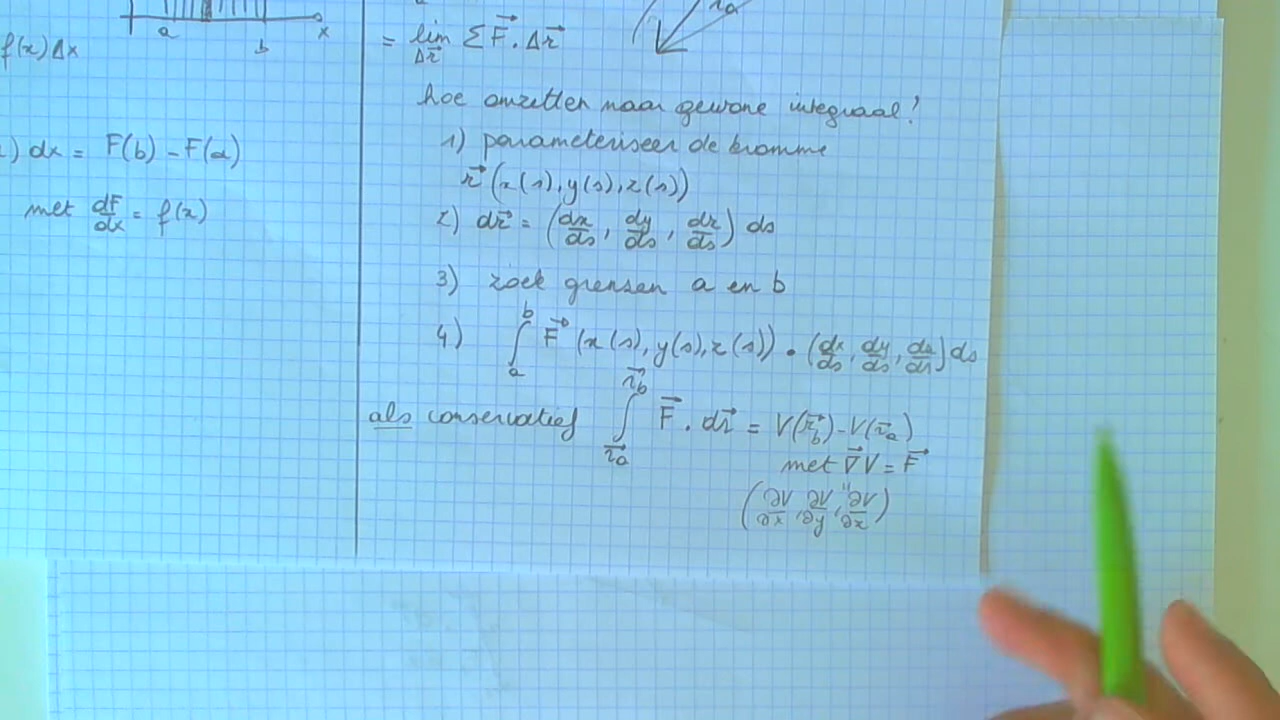 a b x
f(x) Δx
) dx = F(b) - F(a)
met dF/dx = f(x)
= lim Δr⃗ Σ F⃗ . Δr⃗
hoe omzetten naar gewone integraal?
1) parameteriseer de kromme
r⃗ (x(s), y(s), z(s))
2) dr⃗ = (dx/ds, dy/ds, dz/ds) ds
3) zoek grenzen a en b
4) ∫_a^b F⃗ (x(s), y(s), z(s)) • (dx/ds, dy/ds, dz/ds) ds
als conservatief ∫_{r⃗a}^{r⃗b} F⃗ . dr⃗ = V(r⃗b) - V(r⃗a)
met ∇⃗V = F⃗
(∂V/∂x, ∂V/∂y, ∂V/∂z)